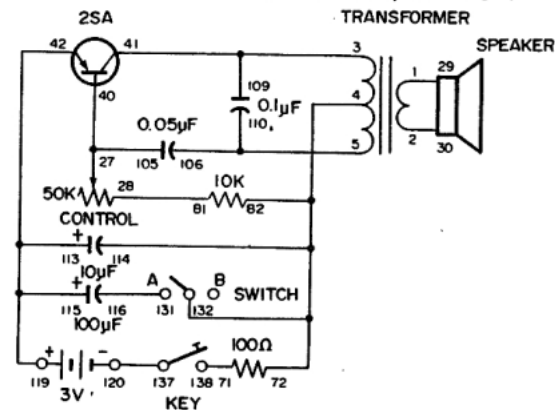 2SA
TRANSFORMER
SPEAKER
42
41
3
40
109
0.1µF
110
4
1
29
2
30
5
0.05µF
105
106
27
50K
28
CONTROL
10K
81
82
+
113
114
10µF
+
115
116
100µF
A
131
132
B
SWITCH
119
+
3V
-
120
137
138
KEY
100Ω
71
72